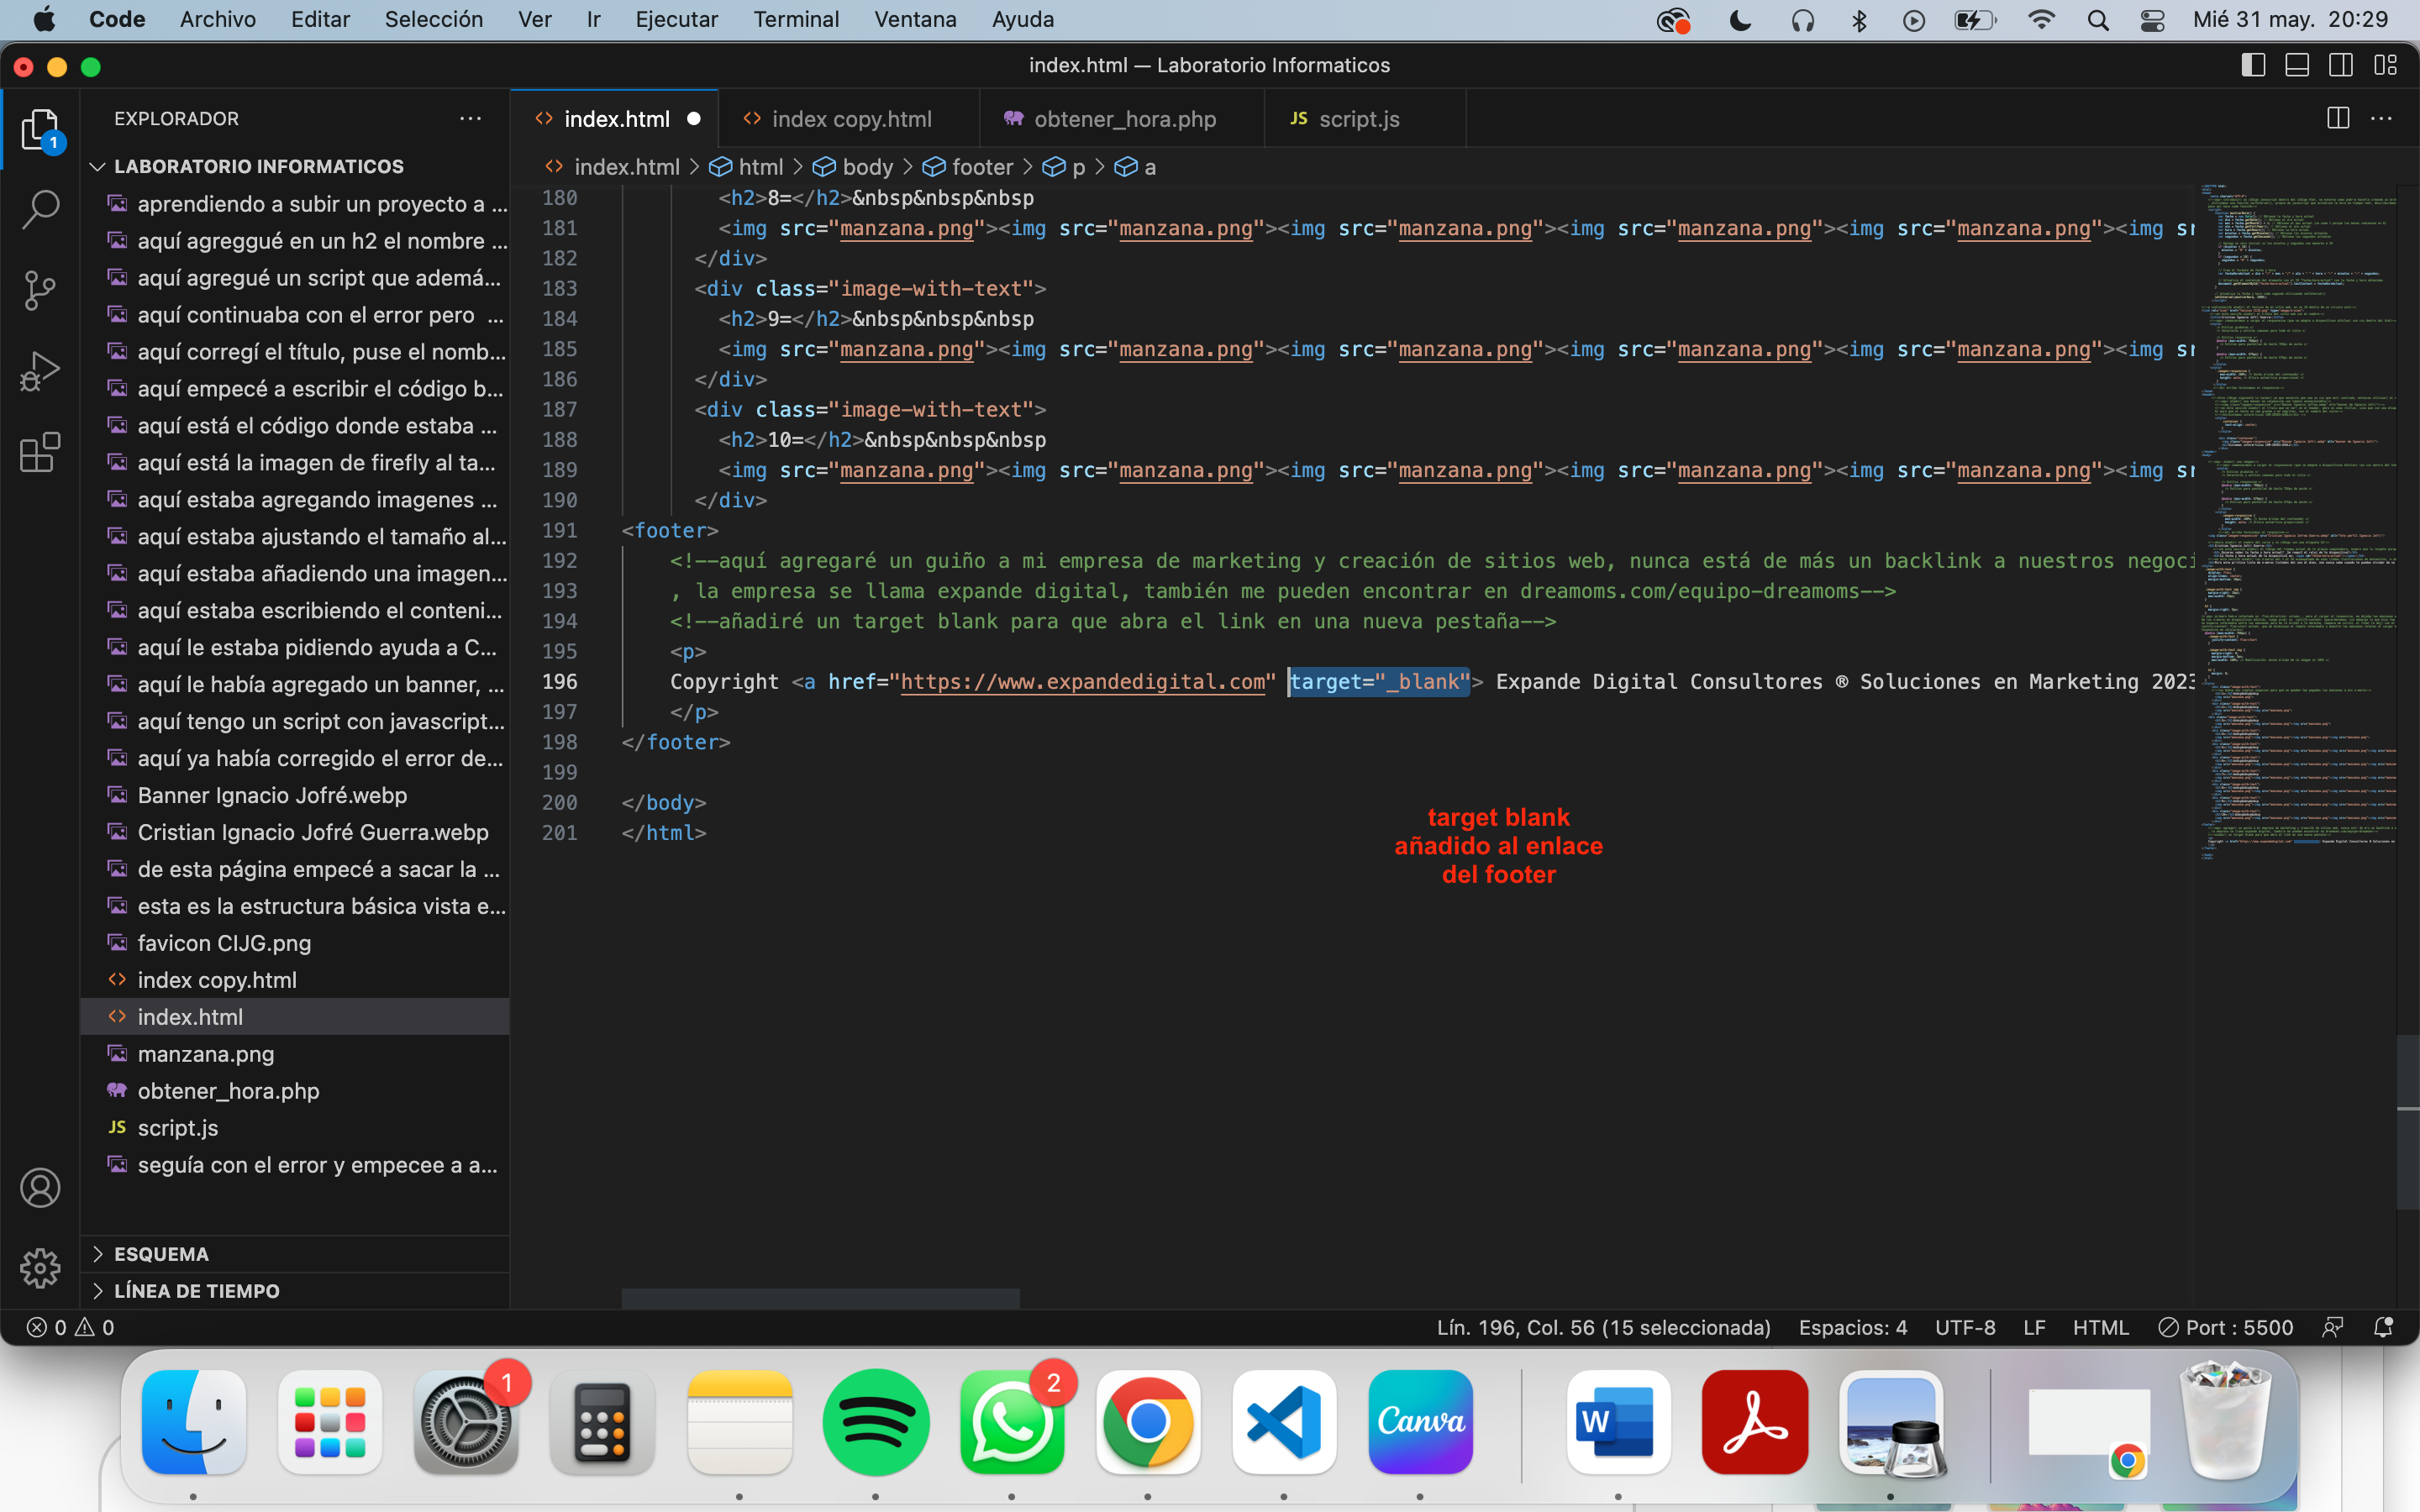 Code Archivo Editar Selección Ver Ir Ejecutar Terminal Ventana Ayuda Mié 31 may. 20:29
index.html — Laboratorio Informaticos
EXPLORADOR ...
index.html index copy.html obtener_hora.php JS script.js ...
1
index.html > html > body > footer > p > a
LABORATORIO INFORMATICOS
aprendiendo a subir un proyecto a ...
aquí agreggué en un h2 el nombre ...
aquí agregué un script que ademá...
aquí continuaba con el error pero ...
aquí corregí el título, puse el nomb...
aquí empecé a escribir el código b...
aquí está el código donde estaba ...
aquí está la imagen de firefly al ta...
aquí estaba agregando imagenes ...
aquí estaba ajustando el tamaño al...
aquí estaba añadiendo una imagen...
aquí estaba escribiendo el conteni...
aquí le estaba pidiendo ayuda a C...
aquí le había agregado un banner, ...
aquí tengo un script con javascript...
aquí ya había corregido el error de...
Banner Ignacio Jofré.webp
Cristian Ignacio Jofré Guerra.webp
de esta página empecé a sacar la ...
esta es la estructura básica vista e...
favicon CIJG.png
index copy.html
index.html
manzana.png
obtener_hora.php
JS script.js
seguía con el error y empecee a a...
ESQUEMA
LÍNEA DE TIEMPO
180 <h2>8=</h2>&nbsp&nbsp&nbsp
181 <img src="manzana.png"><img src="manzana.png"><img src="manzana.png"><img src="manzana.png"><img src="manzana.png"><img sr
182 </div>
183 <div class="image-with-text">
184 <h2>9=</h2>&nbsp&nbsp&nbsp
185 <img src="manzana.png"><img src="manzana.png"><img src="manzana.png"><img src="manzana.png"><img src="manzana.png"><img sr
186 </div>
187 <div class="image-with-text">
188 <h2>10=</h2>&nbsp&nbsp&nbsp
189 <img src="manzana.png"><img src="manzana.png"><img src="manzana.png"><img src="manzana.png"><img src="manzana.png"><img sr
190 </div>
191 <footer>
192 <!--aquí agregaré un guiño a mi empresa de marketing y creación de sitios web, nunca está de más un backlink a nuestros negoci
193 , la empresa se llama expande digital, también me pueden encontrar en dreamoms.com/equipo-dreamoms-->
194 <!--añadiré un target blank para que abra el link en una nueva pestaña-->
195 <p>
196 Copyright <a href="https://www.expandedigital.com" target="_blank"> Expande Digital Consultores ® Soluciones en Marketing 2023
197 </p>
198 </footer>
199
200 </body>
201 </html>
target blank
añadido al enlace
del footer
0 0 Lín. 196, Col. 56 (15 seleccionada) Espacios: 4 UTF-8 LF HTML Port : 5500
1 2
Canva W